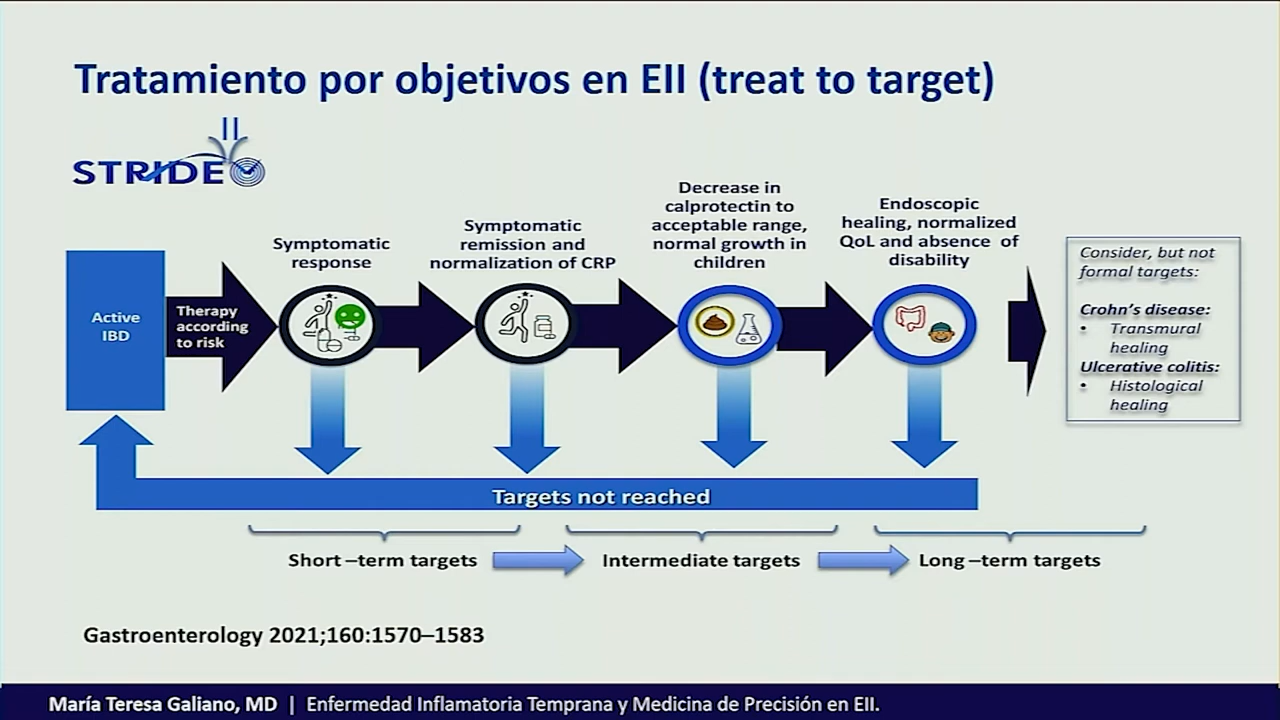 Tratamiento por objetivos en EII (treat to target)
II
STRIDE
Active
IBD
Therapy
according
to risk
Symptomatic
response
Symptomatic
remission and
normalization of CRP
Decrease in
calprotectin to
acceptable range,
normal growth in
children
Endoscopic
healing, normalized
QoL and absence of
disability
Consider, but not
formal targets:
Crohn's disease:
• Transmural
healing
Ulcerative colitis:
• Histological
healing
Targets not reached
Short –term targets
Intermediate targets
Long –term targets
Gastroenterology 2021;160:1570–1583
María Teresa Galiano, MD | Enfermedad Inflamatoria Temprana y Medicina de Precisión en EII.